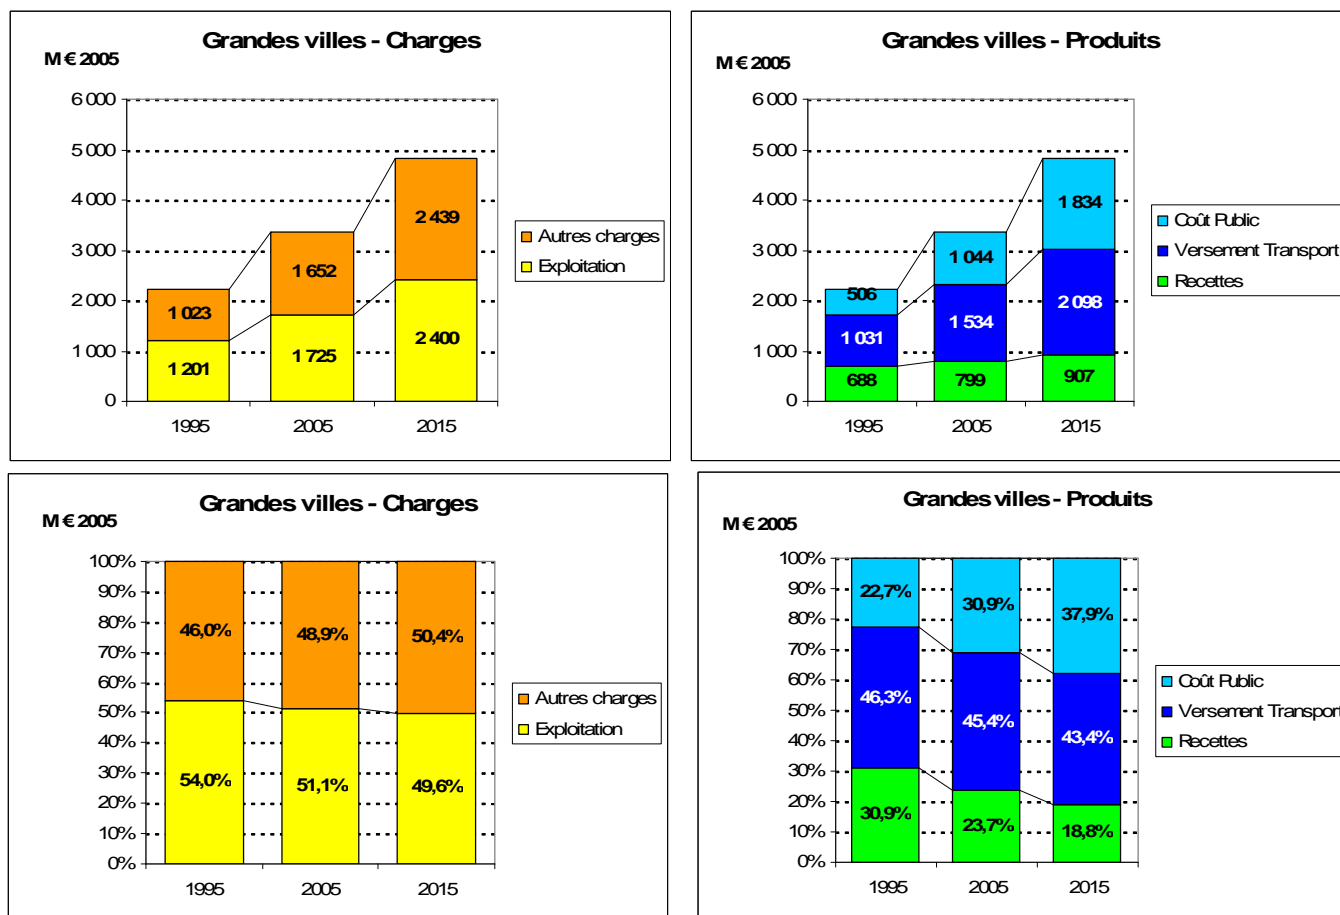 Grandes villes - Charges
M € 2005
6 000
5 000
4 000
3 000
2 000
1 000
0
2 439
1 652
1 023
2 400
1 725
1 201
1995 2005 2015
Autres charges
Exploitation
Grandes villes - Produits
M € 2005
6 000
5 000
4 000
3 000
2 000
1 000
0
1 834
1 044
506
2 098
1 534
1 031
907
799
688
1995 2005 2015
Coût Public
Versement Transport
Recettes
Grandes villes - Charges
M € 2005
100%
90%
80%
70%
60%
50%
40%
30%
20%
10%
0%
46,0% 48,9% 50,4%
54,0% 51,1% 49,6%
1995 2005 2015
Autres charges
Exploitation
Grandes villes - Produits
M € 2005
100%
90%
80%
70%
60%
50%
40%
30%
20%
10%
0%
22,7% 30,9% 37,9%
46,3% 45,4% 43,4%
30,9% 23,7% 18,8%
1995 2005 2015
Coût Public
Versement Transport
Recettes